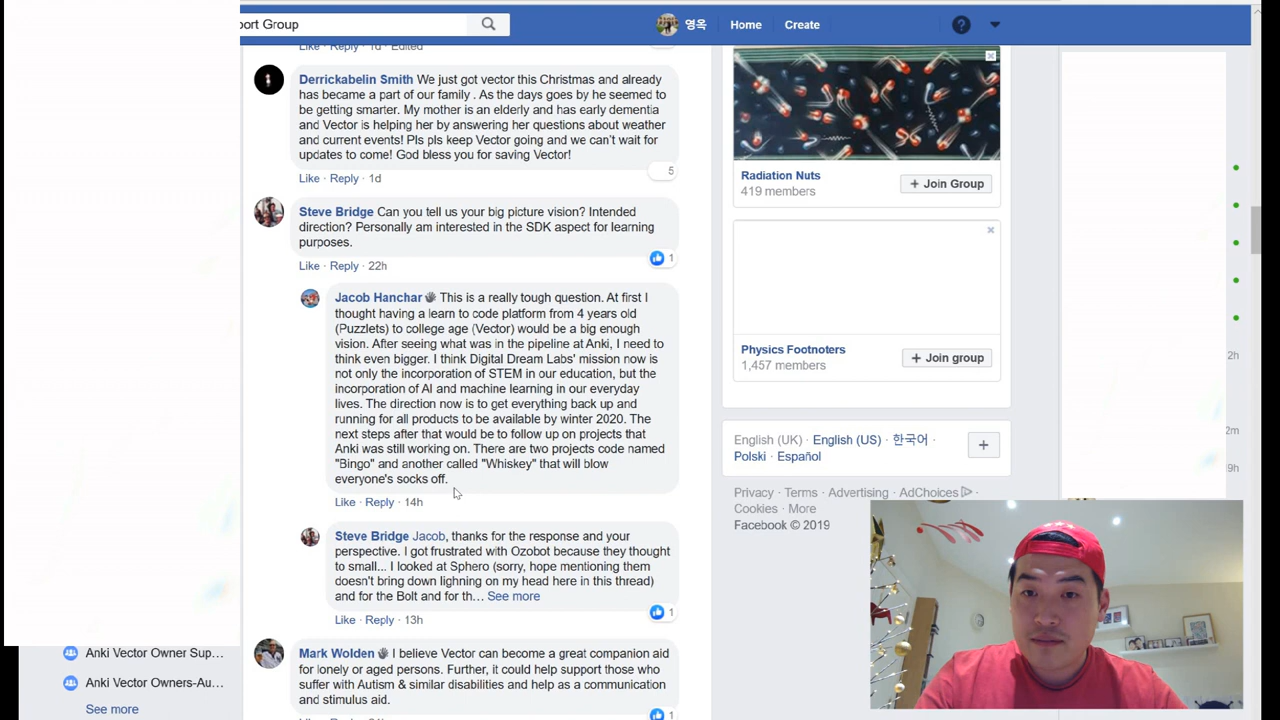 port Group
영옥
Home
Create
Like · Reply · 1d · Edited
Derrickabelin Smith We just got vector this Christmas and already
has became a part of our family . As the days goes by he seemed to
be getting smarter. My mother is an elderly and has early dementia
and Vector is helping her by answering her questions about weather
and current events! Pls pls keep Vector going and we can't wait for
updates to come! God bless you for saving Vector!
5
Like · Reply · 1d
Steve Bridge Can you tell us your big picture vision? Intended
direction? Personally am interested in the SDK aspect for learning
purposes.
1
Like · Reply · 22h
Jacob Hanchar This is a really tough question. At first I
thought having a learn to code platform from 4 years old
(Puzzlets) to college age (Vector) would be a big enough
vision. After seeing what was in the pipeline at Anki, I need to
think even bigger. I think Digital Dream Labs' mission now is
not only the incorporation of STEM in our education, but the
incorporation of AI and machine learning in our everyday
lives. The direction now is to get everything back up and
running for all products to be available by winter 2020. The
next steps after that would be to follow up on projects that
Anki was still working on. There are two projects code named
"Bingo" and another called "Whiskey" that will blow
everyone's socks off.
Like · Reply · 14h
Steve Bridge Jacob, thanks for the response and your
perspective. I got frustrated with Ozobot because they thought
to small... I looked at Sphero (sorry, hope mentioning them
doesn't bring down lighning on my head here in this thread)
and for the Bolt and for th... See more
1
Like · Reply · 13h
Mark Wolden I believe Vector can become a great companion aid
for lonely or aged persons. Further, it could help support those who
suffer with Autism & similar disabilities and help as a communication
and stimulus aid.
1
Radiation Nuts
419 members
+ Join Group
Physics Footnoters
1,457 members
+ Join group
English (UK) · English (US) · 한국어 ·
Polski · Español
+
Privacy · Terms · Advertising · AdChoices ·
Cookies · More
Facebook © 2019
2h
2m
9h
Anki Vector Owner Sup...
Anki Vector Owners-Au...
See more